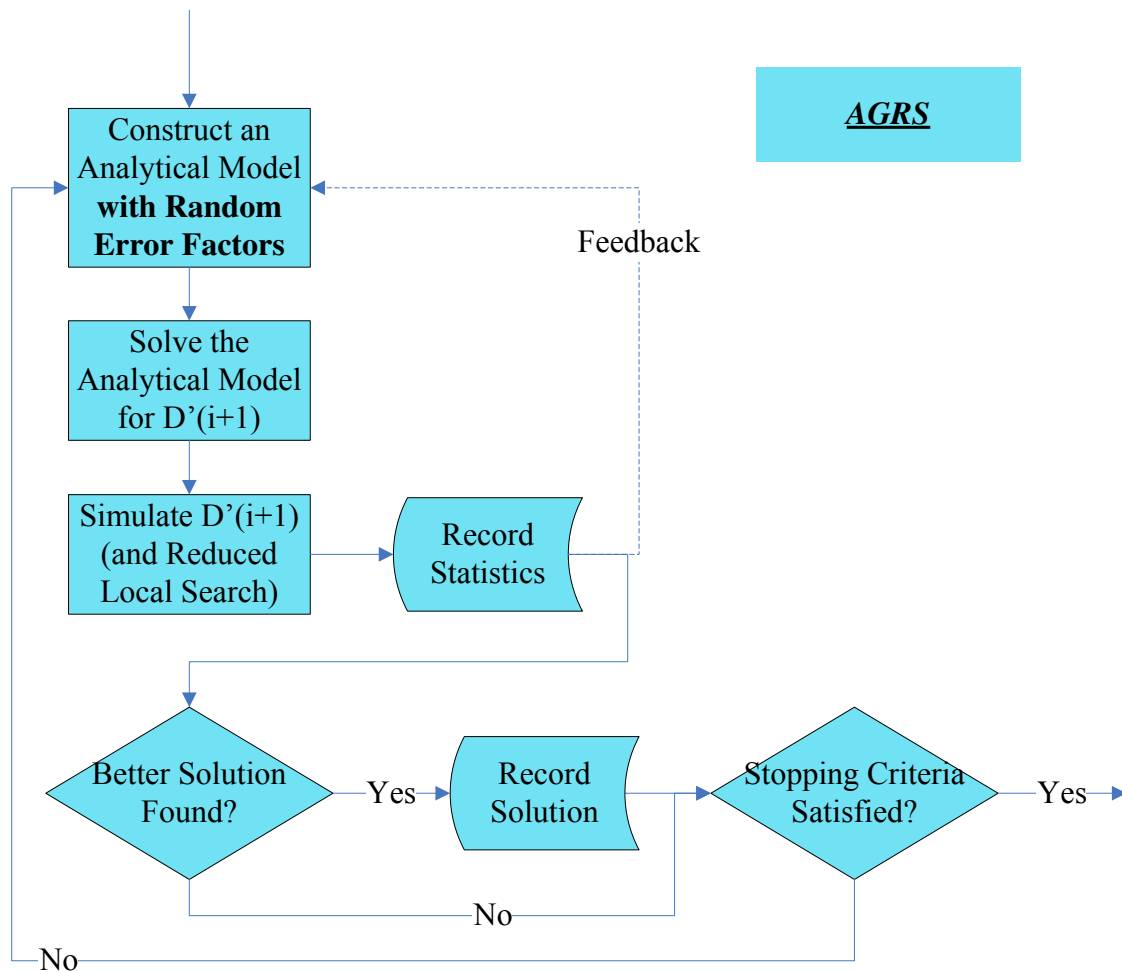 AGRS
Construct an
Analytical Model
with Random
Error Factors
Feedback
Solve the
Analytical Model
for D’(i+1)
Simulate D’(i+1)
(and Reduced
Local Search)
Record
Statistics
Better Solution
Found?
Yes
Record
Solution
Stopping Criteria
Satisfied?
Yes
No
No